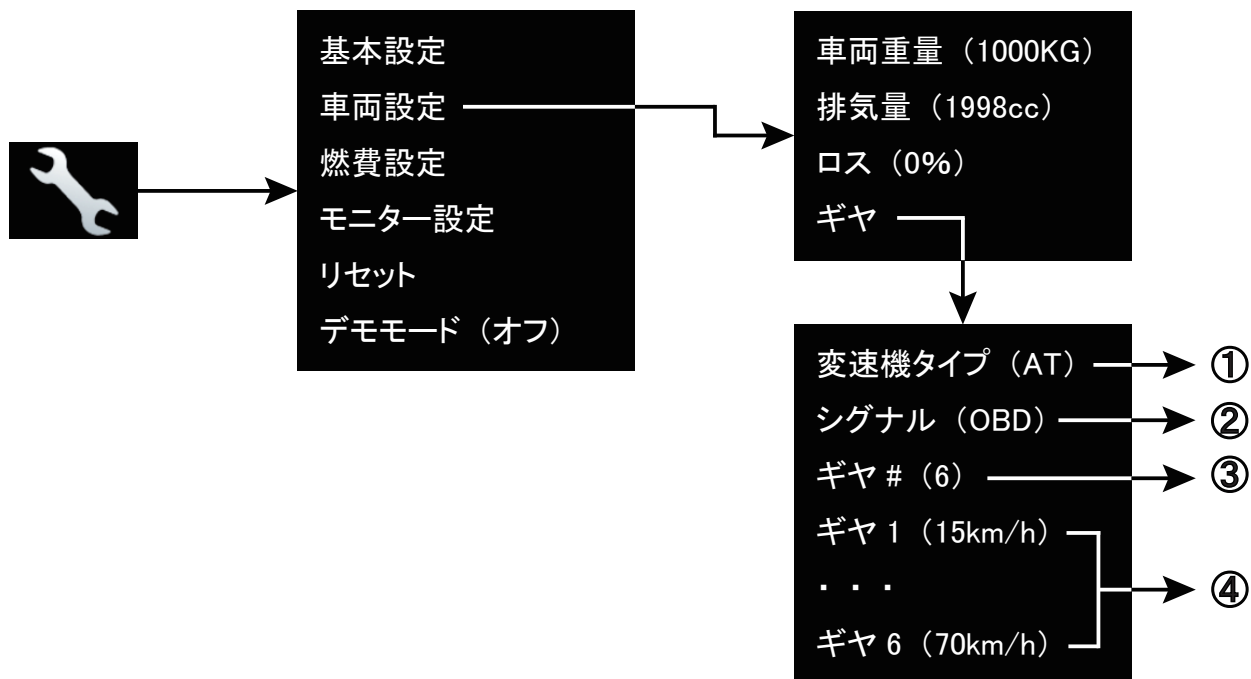 基本設定
車両設定
燃費設定
モニター設定
リセット
デモモード（オフ）
車両重量（1000KG）
排気量（1998cc）
ロス（0%）
ギヤ
変速機タイプ（AT）
①
シグナル（OBD）
②
ギヤ #（6）
③
ギヤ 1（15km/h）
・・・
④
ギヤ 6（70km/h）